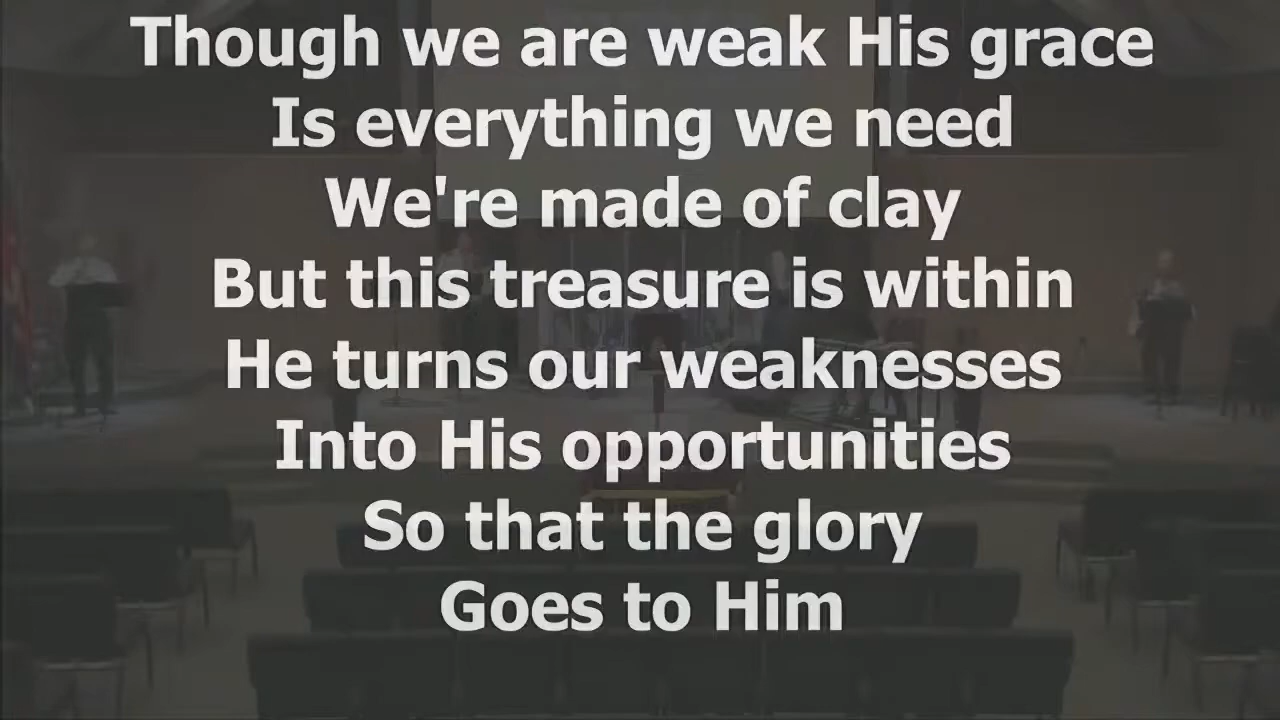 Though we are weak His grace
Is everything we need
We're made of clay
But this treasure is within
He turns our weaknesses
Into His opportunities
So that the glory
Goes to Him